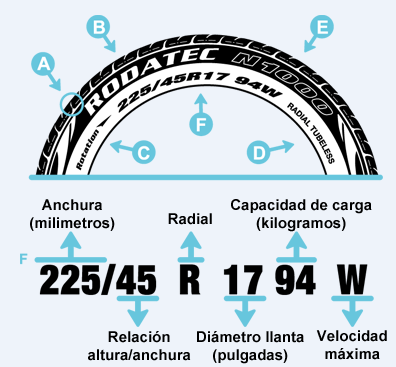 B
E
A
RODATEC N1000
225/45R17 94W
Rotation
RADIAL TUBELESS
F
C
D
Anchura
(milimetros)
Radial
Capacidad de carga
(kilogramos)
F
225/45 R 17 94 W
Relación
altura/anchura
Diámetro llanta
(pulgadas)
Velocidad
máxima